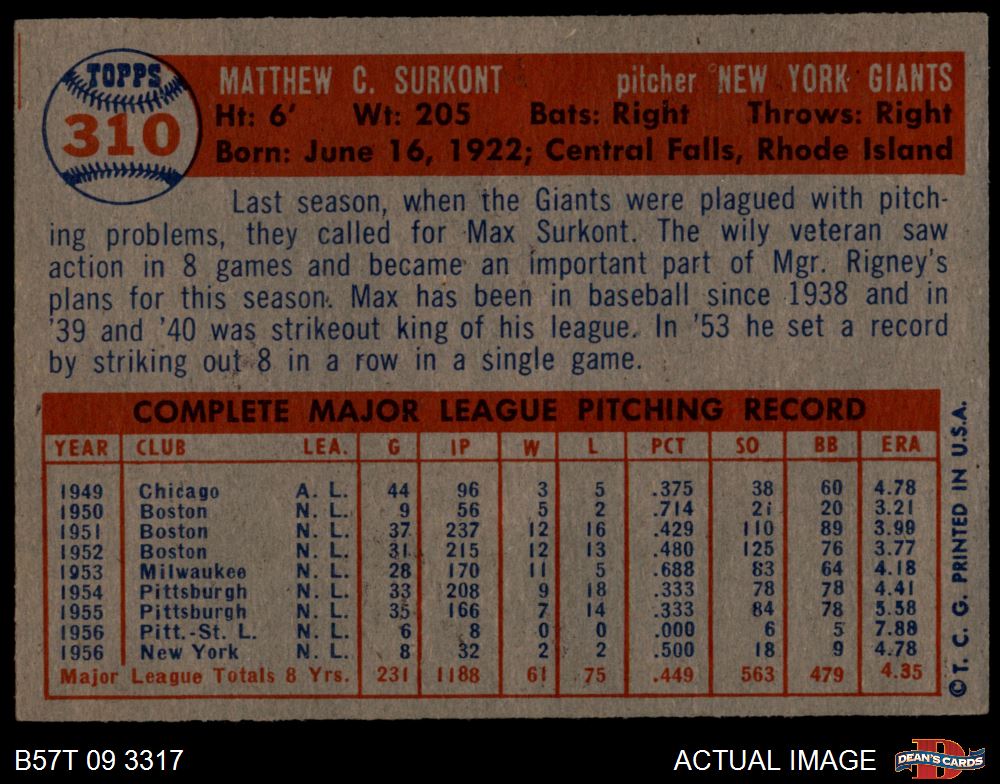 TOPPS
310
MATTHEW C. SURKONT pitcher NEW YORK GIANTS
Ht: 6' Wt: 205 Bats: Right Throws: Right
Born: June 16, 1922; Central Falls, Rhode Island
Last season, when the Giants were plagued with pitch-
ing problems, they called for Max Surkont. The wily veteran saw
action in 8 games and became an important part of Mgr. Rigney's
plans for this season. Max has been in baseball since 1938 and in
'39 and '40 was strikeout king of his league. In '53 he set a record
by striking out 8 in a row in a single game.
COMPLETE MAJOR LEAGUE PITCHING RECORD
YEAR CLUB LEA. G IP W L PCT SO BB ERA
1949 Chicago A. L. 44 96 3 5 .375 38 60 4.78
1950 Boston N. L. 9 56 5 2 .714 21 20 3.21
1951 Boston N. L. 37 237 12 16 .429 110 89 3.99
1952 Boston N. L. 31 215 12 13 .480 125 76 3.77
1953 Milwaukee N. L. 28 170 11 5 .688 83 64 4.18
1954 Pittsburgh N. L. 33 208 9 18 .333 78 78 4.41
1955 Pittsburgh N. L. 35 166 7 14 .333 84 78 5.58
1956 Pitt.-St. L. N. L. 6 8 0 0 .000 6 5 7.88
1956 New York N. L. 8 32 2 2 .500 18 9 4.78
Major League Totals 8 Yrs. 231 1188 61 75 .449 563 479 4.35
© T. C. G. PRINTED IN U.S.A.
B57T 09 3317 ACTUAL IMAGE
D
DEAN'S CARDS